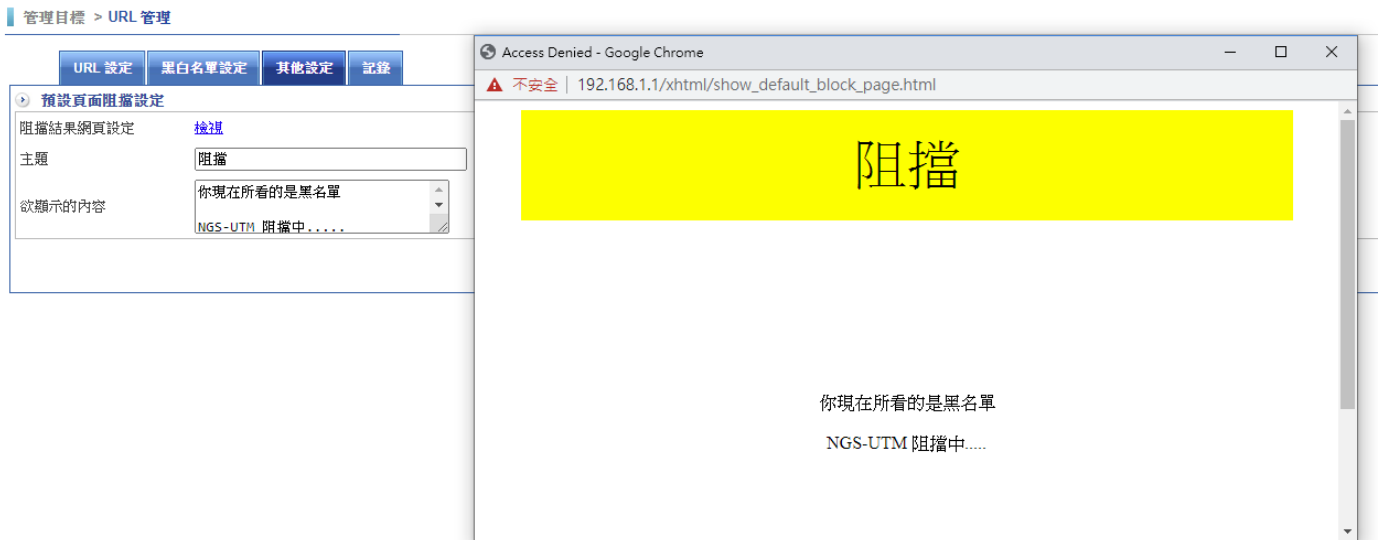 管理目標 > URL 管理
URL 設定
黑白名單設定
其他設定
記錄
預設頁面阻擋設定
阻擋結果網頁設定
檢視
主題
阻擋
欲顯示的內容
你現在所看的是黑名單
NGS-UTM 阻擋中.....
Access Denied - Google Chrome
不安全 | 192.168.1.1/xhtml/show_default_block_page.html
阻擋
你現在所看的是黑名單
NGS-UTM 阻擋中.....